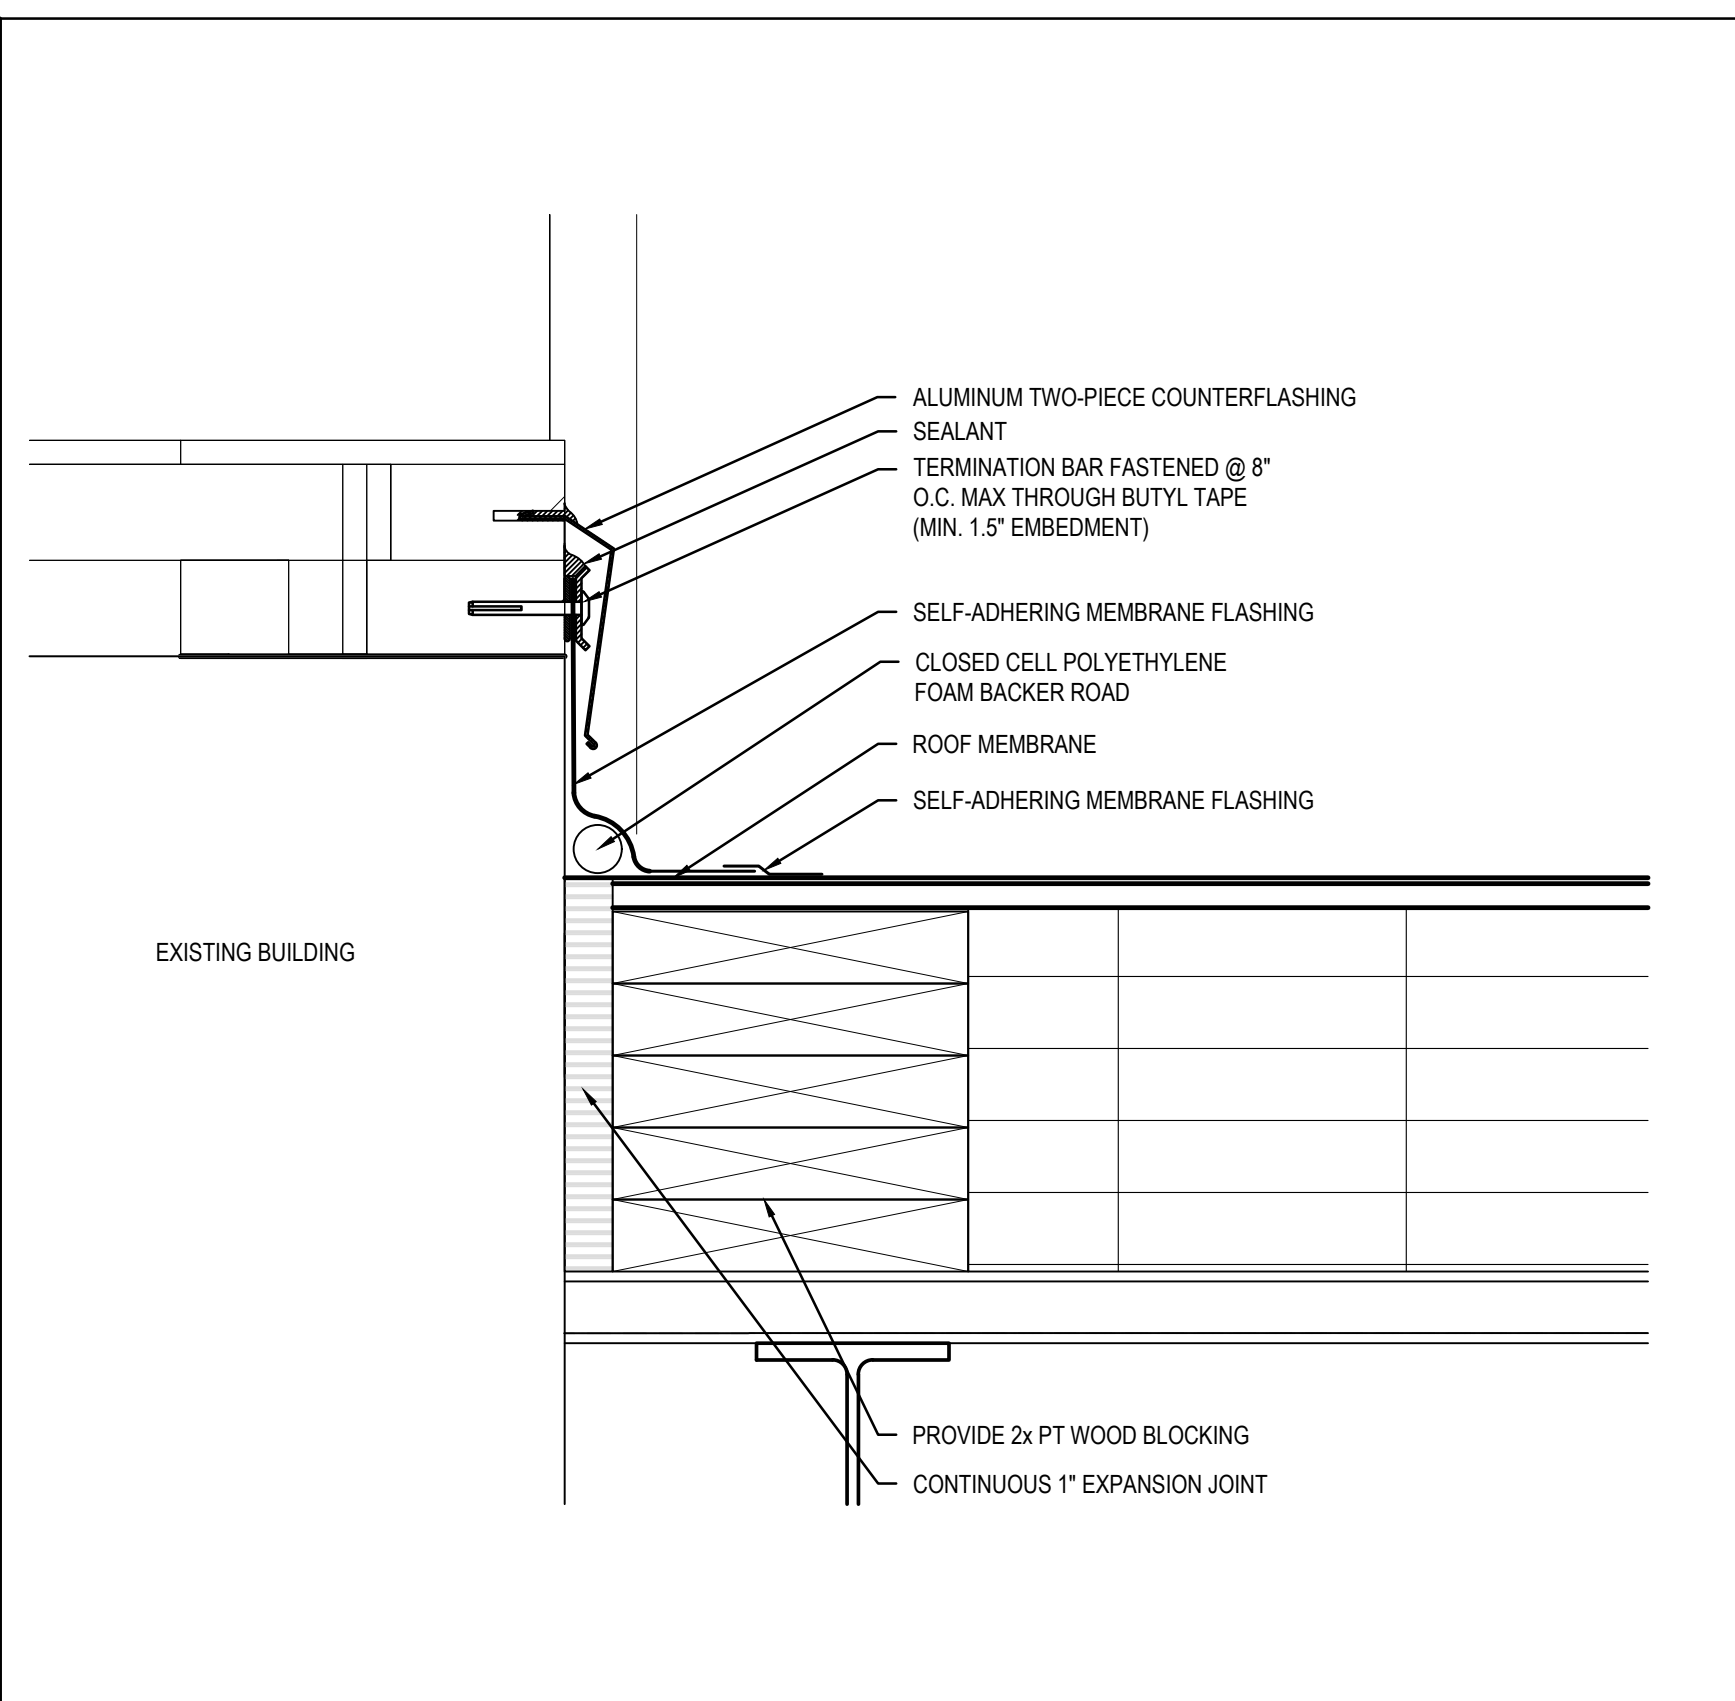 ALUMINUM TWO-PIECE COUNTERFLASHING
SEALANT
TERMINATION BAR FASTENED @ 8"
O.C. MAX THROUGH BUTYL TAPE
(MIN. 1.5" EMBEDMENT)
SELF-ADHERING MEMBRANE FLASHING
CLOSED CELL POLYETHYLENE
FOAM BACKER ROAD
ROOF MEMBRANE
SELF-ADHERING MEMBRANE FLASHING
EXISTING BUILDING
PROVIDE 2x PT WOOD BLOCKING
CONTINUOUS 1" EXPANSION JOINT